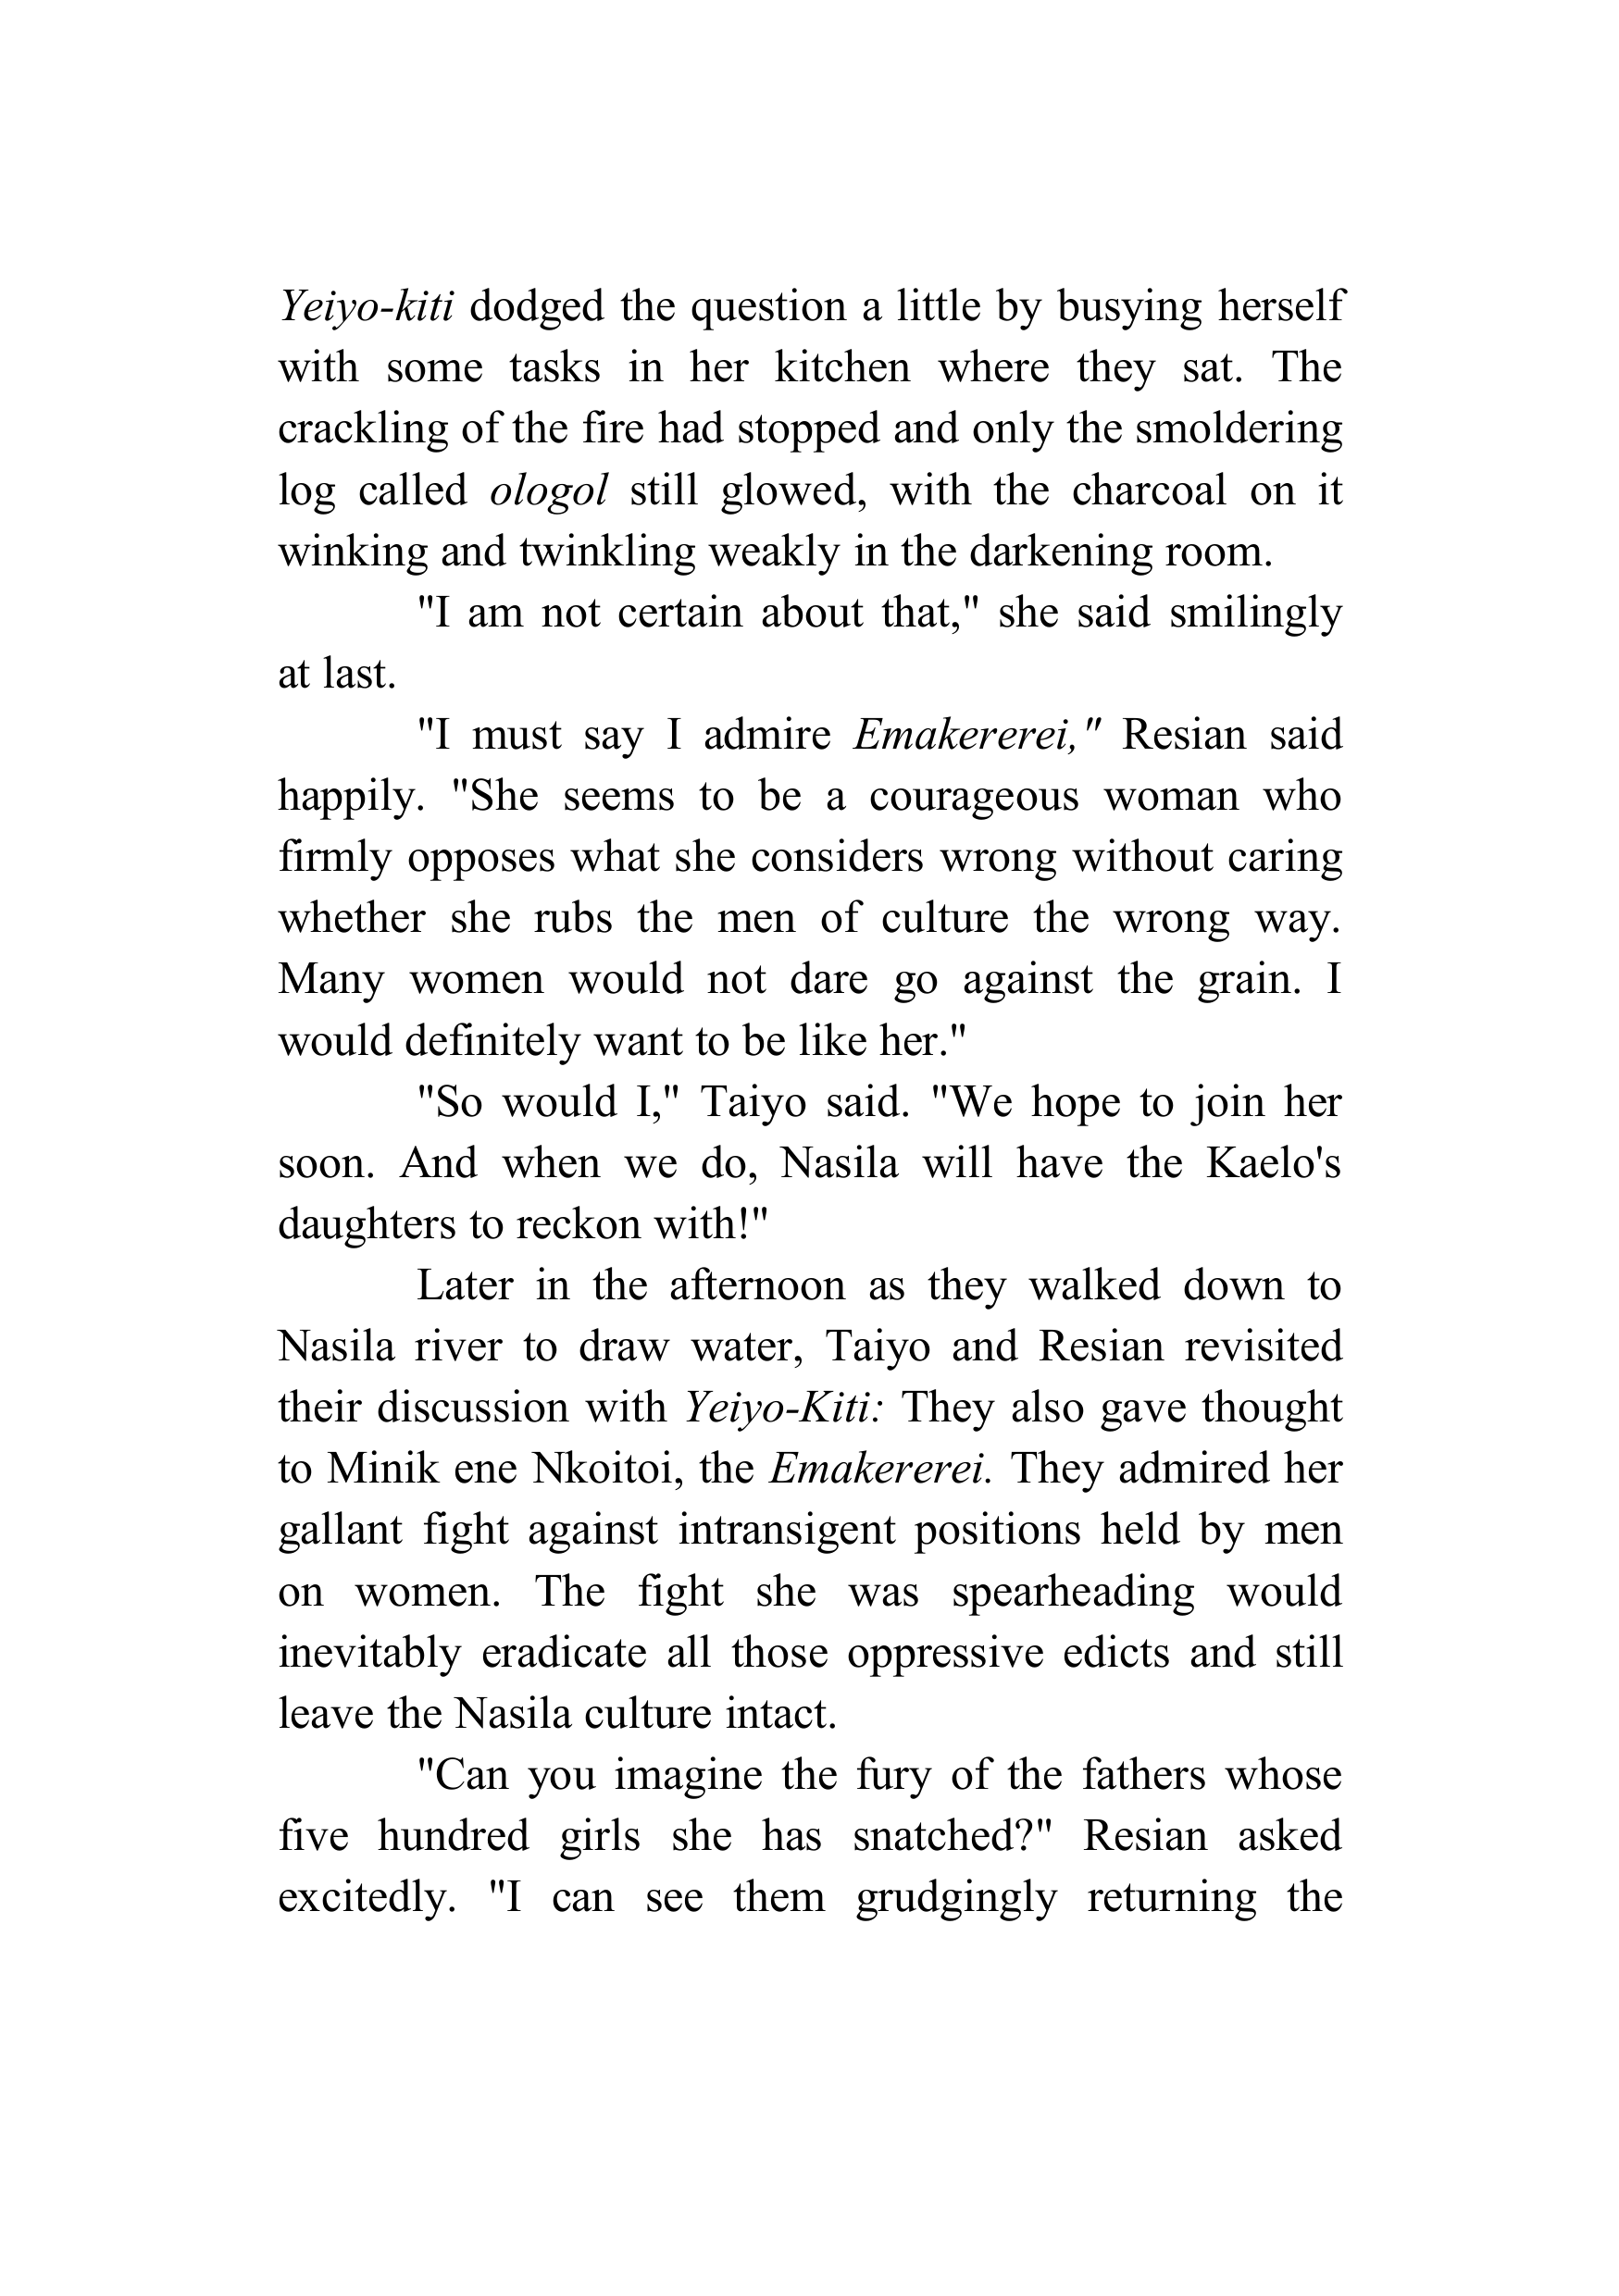 Yeiyo-kiti dodged the question a little by busying herself
with some tasks in her kitchen where they sat. The
crackling of the fire had stopped and only the smoldering
log called ologol still glowed, with the charcoal on it
winking and twinkling weakly in the darkening room.
"I am not certain about that," she said smilingly
at last.
"I must say I admire Emakererei," Resian said
happily. "She seems to be a courageous woman who
firmly opposes what she considers wrong without caring
whether she rubs the men of culture the wrong way.
Many women would not dare go against the grain. I
would definitely want to be like her."
"So would I," Taiyo said. "We hope to join her
soon. And when we do, Nasila will have the Kaelo's
daughters to reckon with!"
Later in the afternoon as they walked down to
Nasila river to draw water, Taiyo and Resian revisited
their discussion with Yeiyo-Kiti: They also gave thought
to Minik ene Nkoitoi, the Emakererei. They admired her
gallant fight against intransigent positions held by men
on women. The fight she was spearheading would
inevitably eradicate all those oppressive edicts and still
leave the Nasila culture intact.
"Can you imagine the fury of the fathers whose
five hundred girls she has snatched?" Resian asked
excitedly. "I can see them grudgingly returning the